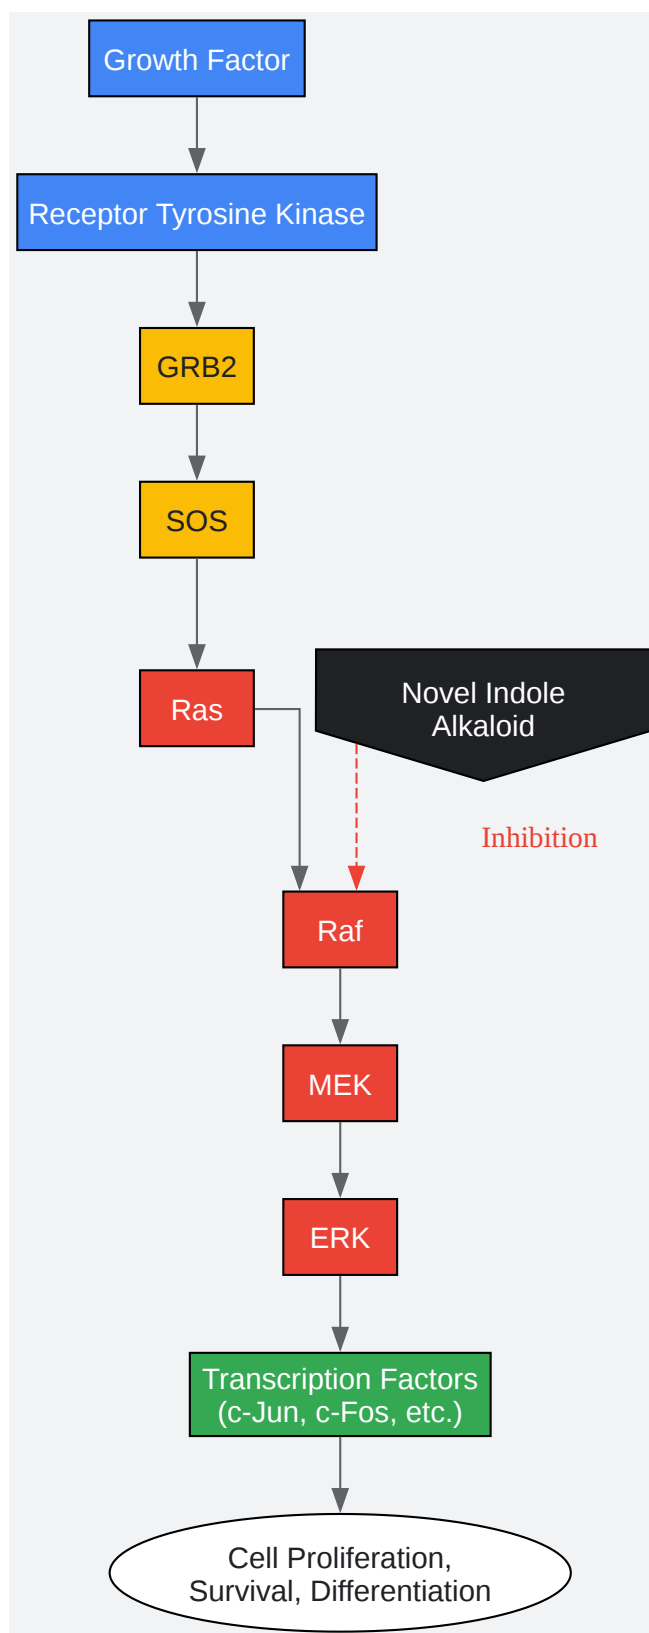 Growth Factor
Receptor Tyrosine Kinase
GRB2
SOS
Ras
Novel Indole
Alkaloid
Inhibition
Raf
MEK
ERK
Transcription Factors
(c-Jun, c-Fos, etc.)
Cell Proliferation,
Survival, Differentiation